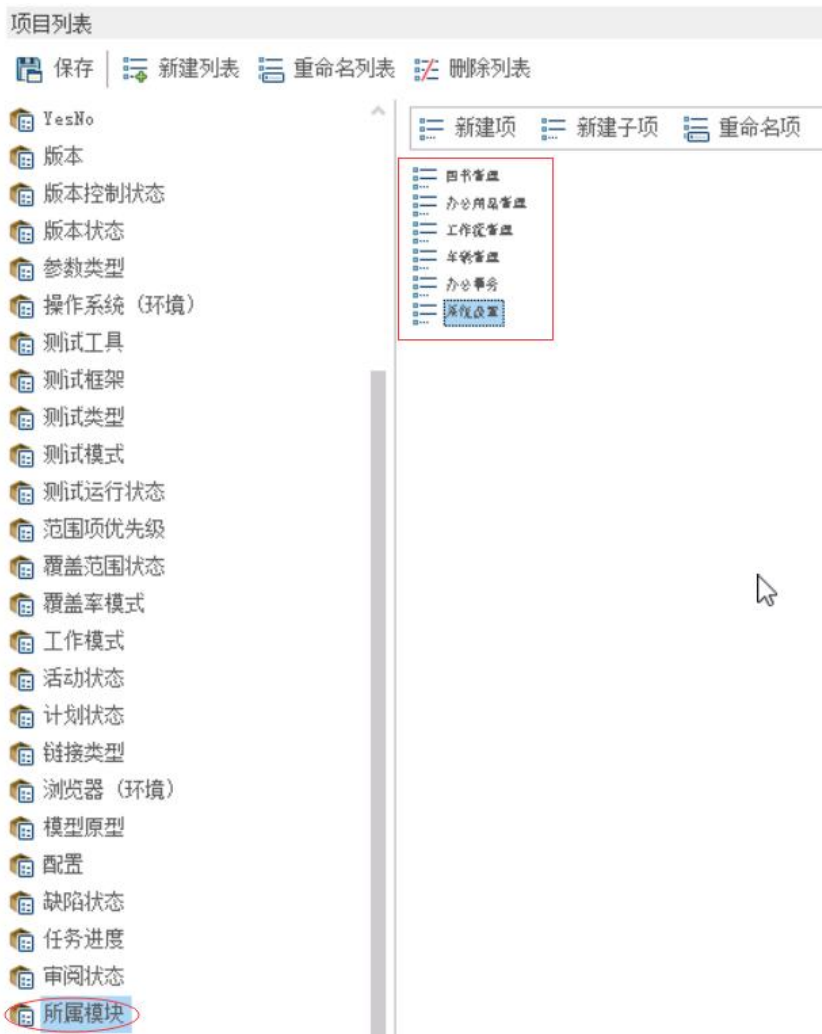 项目列表
保存 新建列表 重命名列表 删除列表
YesNo
版本
版本控制状态
版本状态
参数类型
操作系统（环境）
测试工具
测试框架
测试类型
测试模式
测试运行状态
范围项优先级
覆盖范围状态
覆盖率模式
工作模式
活动状态
计划状态
链接类型
浏览器（环境）
模型原型
配置
缺陷状态
任务进度
审阅状态
所属模块
新建项 新建子项 重命名项
图书管理
办公用品管理
工作流管理
车辆管理
办公事务
系统设置